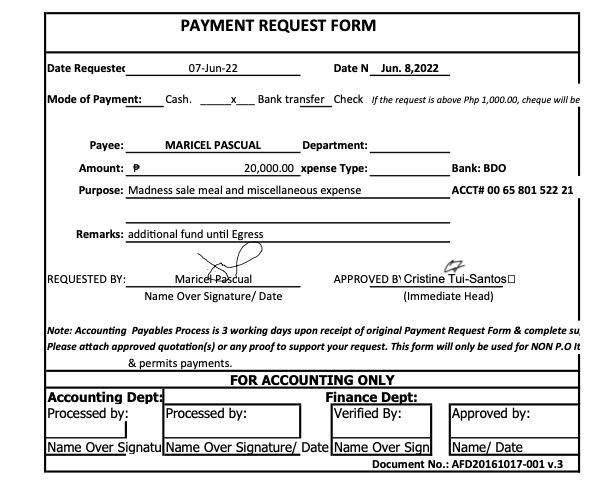 PAYMENT REQUEST FORM
Date Requested 07-Jun-22 Date N Jun. 8,2022
Mode of Payment: ____ Cash. _____x___ Bank transfer ____ Check If the request is above Php 1,000.00, cheque will be
Payee: MARICEL PASCUAL Department:
Amount: ₱ 20,000.00 xpense Type: Bank: BDO
Purpose: Madness sale meal and miscellaneous expense ACCT# 00 65 801 522 21
Remarks: additional fund until Egress
REQUESTED BY: Maricel Pascual APPROVED BY Cristine Tui-Santos□
Name Over Signature/ Date (Immediate Head)
Note: Accounting Payables Process is 3 working days upon receipt of original Payment Request Form & complete su
Please attach approved quotation(s) or any proof to support your request. This form will only be used for NON P.O It
& permits payments.
FOR ACCOUNTING ONLY
Accounting Dept: Finance Dept:
Processed by: Processed by: Verified By: Approved by:
Name Over Signatu Name Over Signature/ Date Name Over Sign Name/ Date
Document No.: AFD20161017-001 v.3